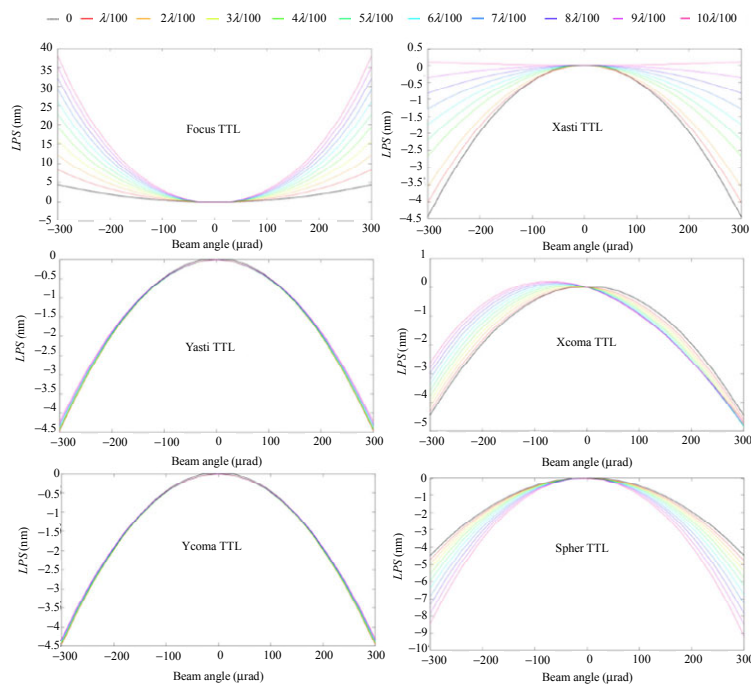 0 λ/100 2λ/100 3λ/100 4λ/100 5λ/100 6λ/100 7λ/100 8λ/100 9λ/100 10λ/100
40
35
30
25
20
15
10
5
0
−5
LPS (nm)
Focus TTL
−300 −200 −100 0 100 200 300
Beam angle (μrad)
0.5
0
−0.5
−1
−1.5
−2
−2.5
−3
−3.5
−4
−4.5
LPS (nm)
Xasti TTL
−300 −200 −100 0 100 200 300
Beam angle (μrad)
0
−0.5
−1
−1.5
−2
−2.5
−3
−3.5
−4
−4.5
LPS (nm)
Yasti TTL
−300 −200 −100 0 100 200 300
Beam angle (μrad)
1
0
−1
−2
−3
−4
−5
LPS (nm)
Xcoma TTL
−300 −200 −100 0 100 200 300
Beam angle (μrad)
0
−0.5
−1
−1.5
−2
−2.5
−3
−3.5
−4
−4.5
LPS (nm)
Ycoma TTL
−300 −200 −100 0 100 200 300
Beam angle (μrad)
0
−1
−2
−3
−4
−5
−6
−7
−8
−9
−10
LPS (nm)
Spher TTL
−300 −200 −100 0 100 200 300
Beam angle (μrad)